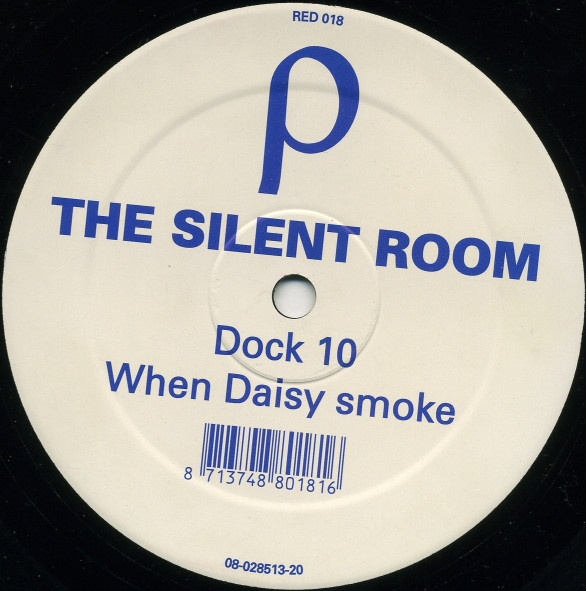 RED 018
ρ
THE SILENT ROOM
Dock 10
When Daisy smoke
8 713748 801816
08-028513-20